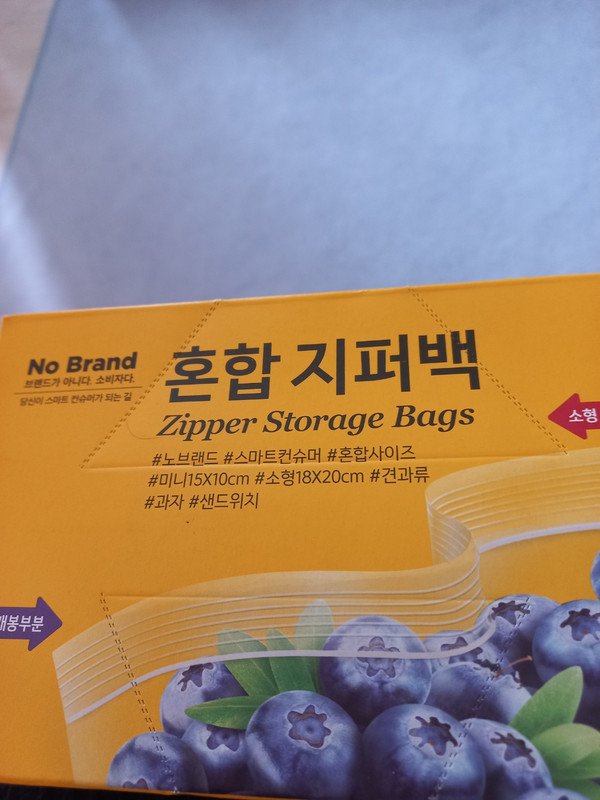 No Brand
브랜드가 아니다. 소비자다.
당신이 스마트 컨슈머가 되는 길
혼합 지퍼백
Zipper Storage Bags
#노브랜드 #스마트컨슈머 #혼합사이즈
#미니15X10cm #소형18X20cm #견과류
#과자 #샌드위치
소형
개봉부분